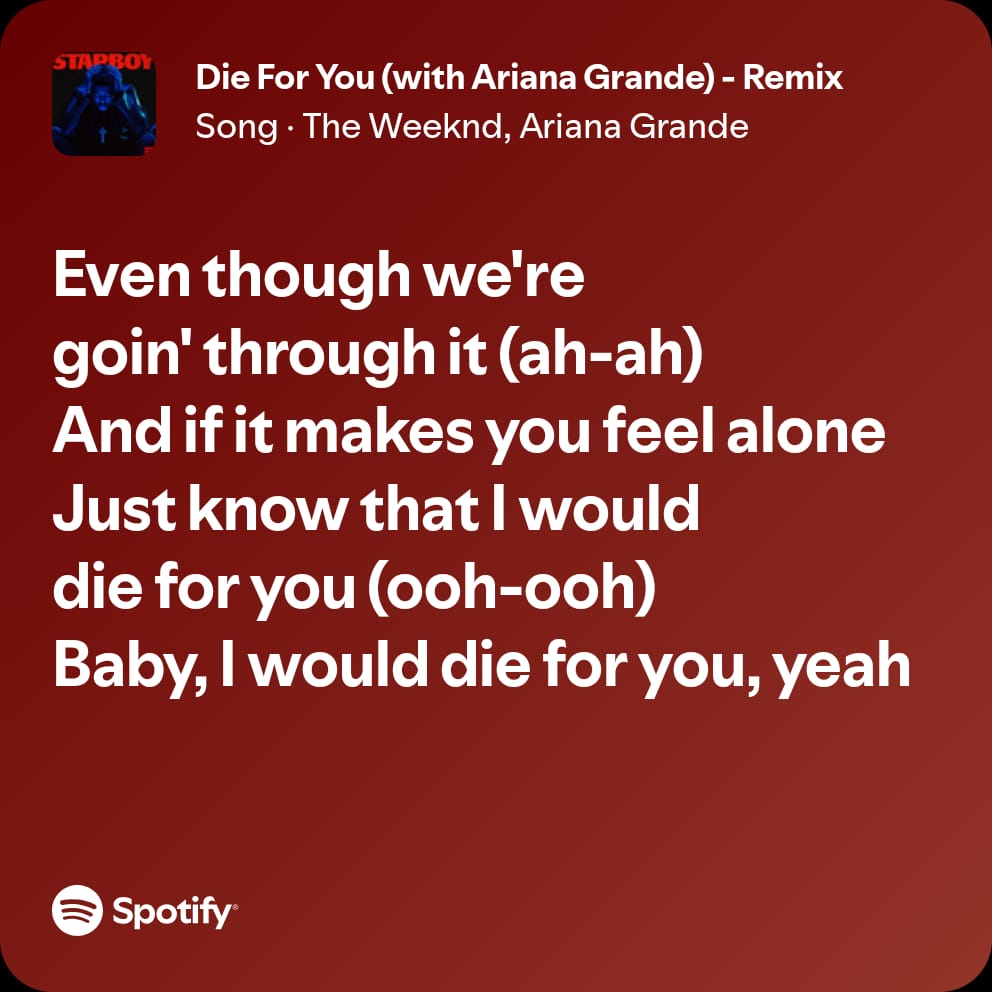 STARBOY
Die For You (with Ariana Grande) - Remix
Song · The Weeknd, Ariana Grande
Even though we're
goin' through it (ah-ah)
And if it makes you feel alone
Just know that I would
die for you (ooh-ooh)
Baby, I would die for you, yeah
Spotify®